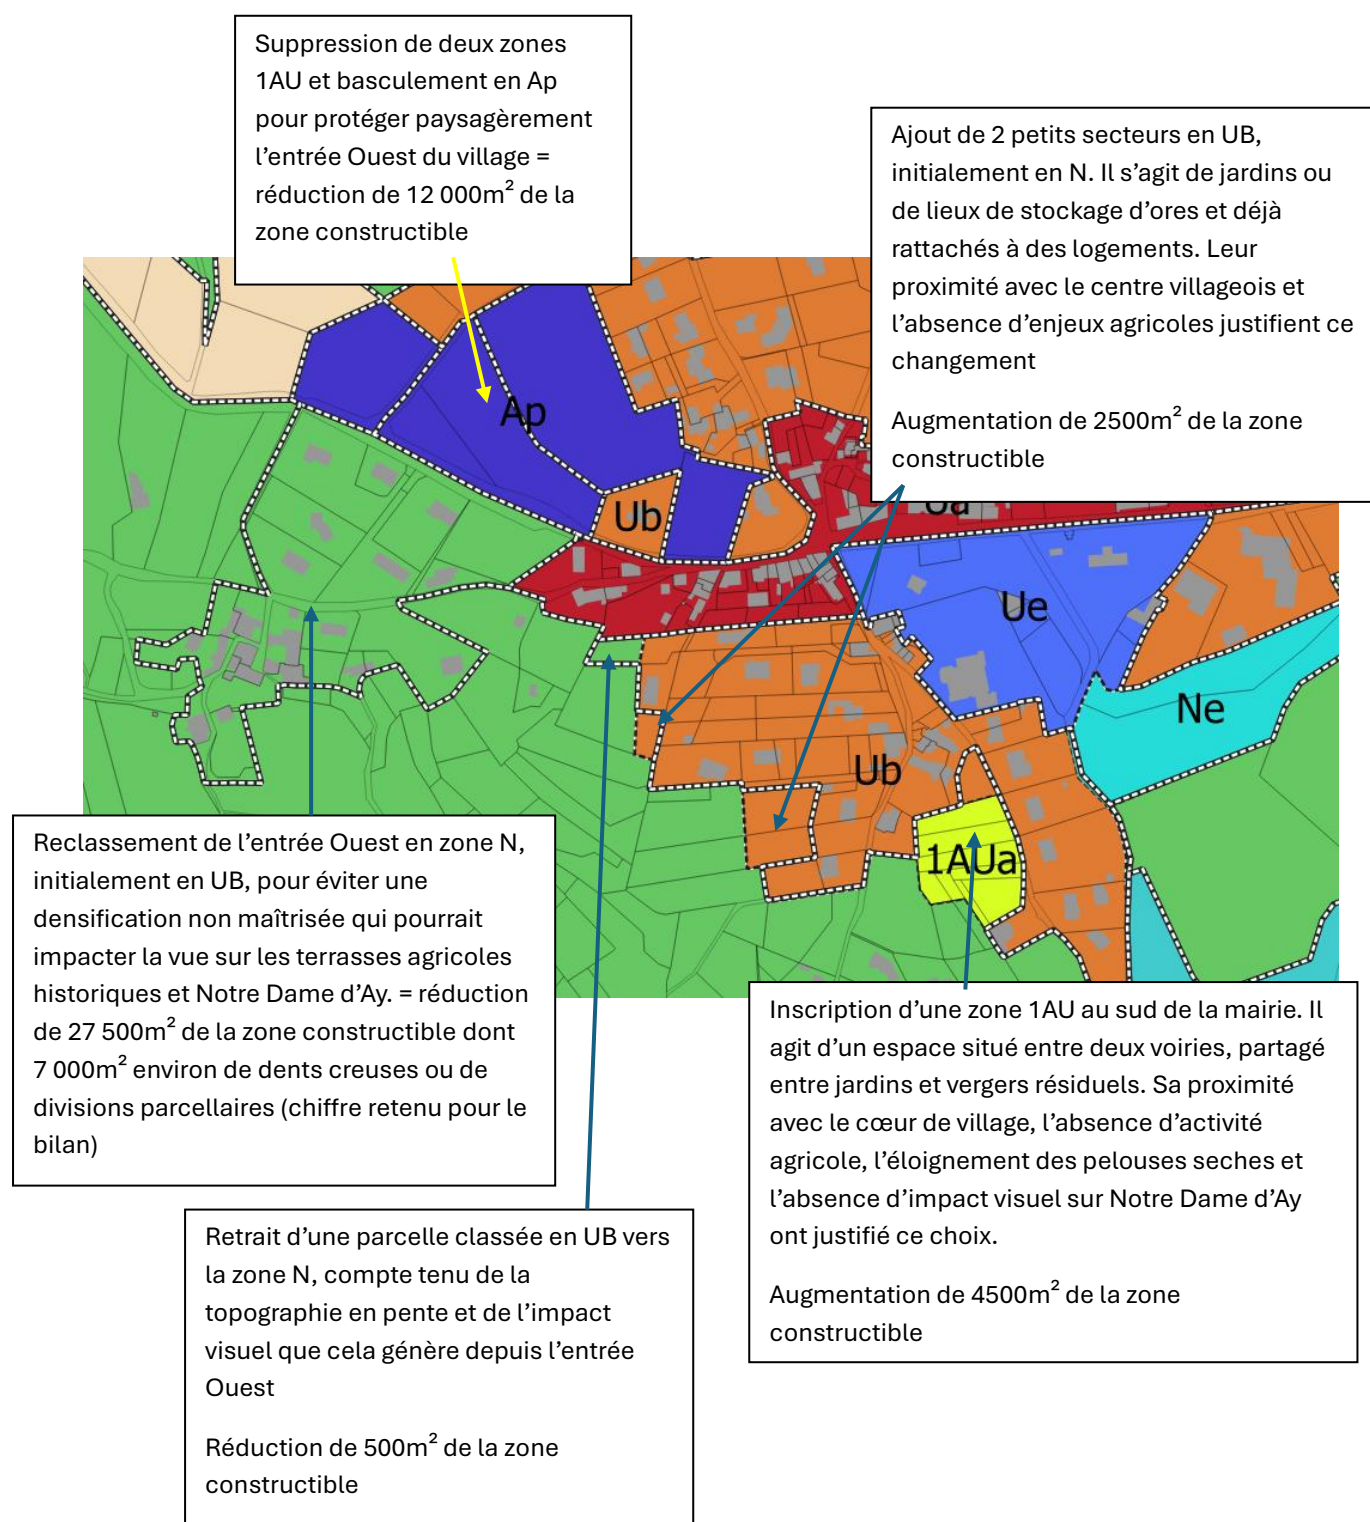 Suppression de deux zones
1AU et basculement en Ap
pour protéger paysagèrement
l’entrée Ouest du village =
réduction de 12 000m² de la
zone constructible
Ajout de 2 petits secteurs en UB,
initialement en N. Il s’agit de jardins ou
de lieux de stockage d’ores et déjà
rattachés à des logements. Leur
proximité avec le centre villageois et
l’absence d’enjeux agricoles justifient ce
changement
Augmentation de 2500m² de la zone
constructible
Ap
Ub
Ua
Ue
Ne
Ub
1AUa
Reclassement de l’entrée Ouest en zone N,
initialement en UB, pour éviter une
densification non maîtrisée qui pourrait
impacter la vue sur les terrasses agricoles
historiques et Notre Dame d’Ay. = réduction
de 27 500m² de la zone constructible dont
7 000m² environ de dents creuses ou de
divisions parcellaires (chiffre retenu pour le
bilan)
Inscription d’une zone 1AU au sud de la mairie. Il
agit d’un espace situé entre deux voiries, partagé
entre jardins et vergers résiduels. Sa proximité
avec le cœur de village, l’absence d’activité
agricole, l’éloignement des pelouses seches et
l’absence d’impact visuel sur Notre Dame d’Ay
ont justifié ce choix.
Augmentation de 4500m² de la zone
constructible
Retrait d’une parcelle classée en UB vers
la zone N, compte tenu de la
topographie en pente et de l’impact
visuel que cela génère depuis l’entrée
Ouest
Réduction de 500m² de la zone
constructible